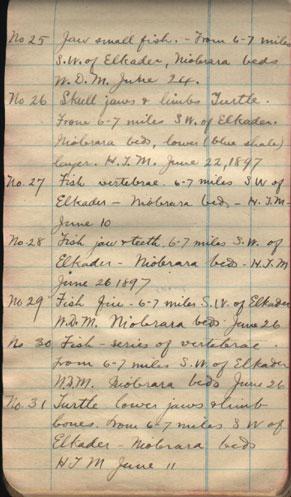 No 25 Jaw small fish. - From 6-7 miles
S.W. of Elkader, Niobrara beds
W.D.M. June 24.
No 26 Skull jaws & limbs Turtle.
From 6-7 miles S.W. of Elkader.
Niobrara beds, lower (blue shale)
layer. H.T.M. June 22, 1897
No. 27 Fish vertebrae. 6-7 miles S.W of
Elkader - Niobrara beds - H.T.M-
June 10
No. 28 Fish jaw & teeth. 6-7 miles S.W. of
Elkader - Niobrara beds - H.T.M
June 26 1897
No 29 Fish Fin - 6-7 miles S.W. of Elkader
W.D.M. Niobrara beds - June 26
No 30 Fish - series of vertebrae.
From 6-7 miles S.W. of Elkader
W.D.M. Niobrara beds June 26
No. 31 Turtle lower jaws & limb
bones. From 6-7 miles S W of
Elkader - Niobrara beds
H T M June 11